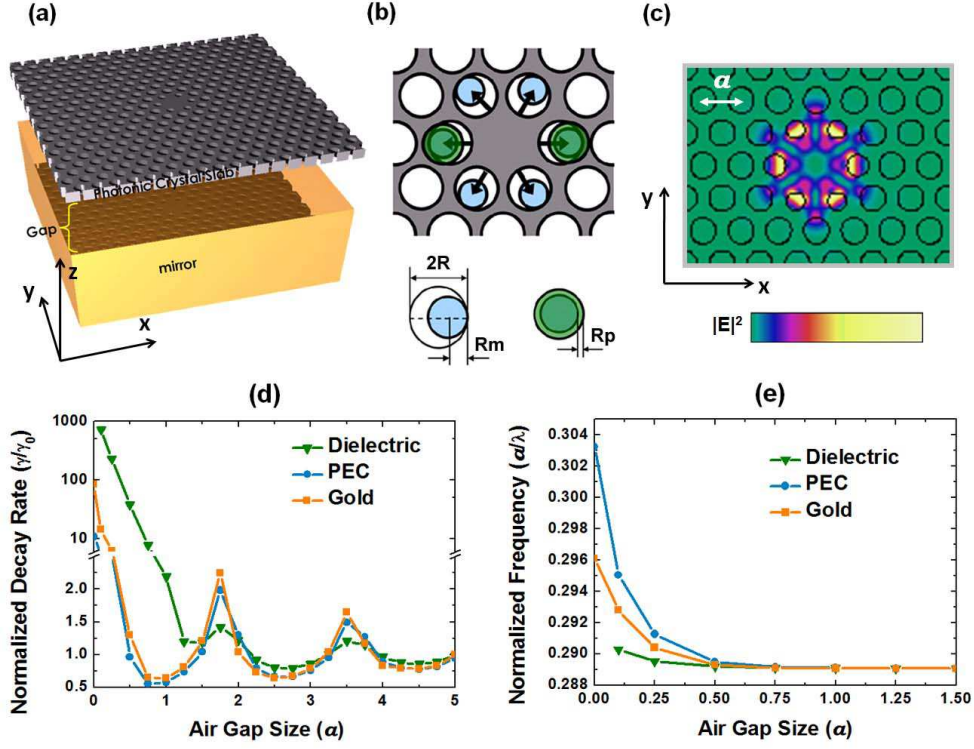 (a)
Photonic Crystal Slab
Gap
mirror
z
y
x
(b)
2R
Rm
Rp
(c)
a
y
x
|E|²
(d)
Normalized Decay Rate (γ/γ₀)
1000
100
10
2.0
1.5
1.0
0.5
Dielectric
PEC
Gold
0 1 2 3 4 5
Air Gap Size (a)
(e)
Normalized Frequency (a/λ)
0.304
0.302
0.300
0.298
0.296
0.294
0.292
0.290
0.288
Dielectric
PEC
Gold
0.00 0.25 0.50 0.75 1.00 1.25 1.50
Air Gap Size (a)